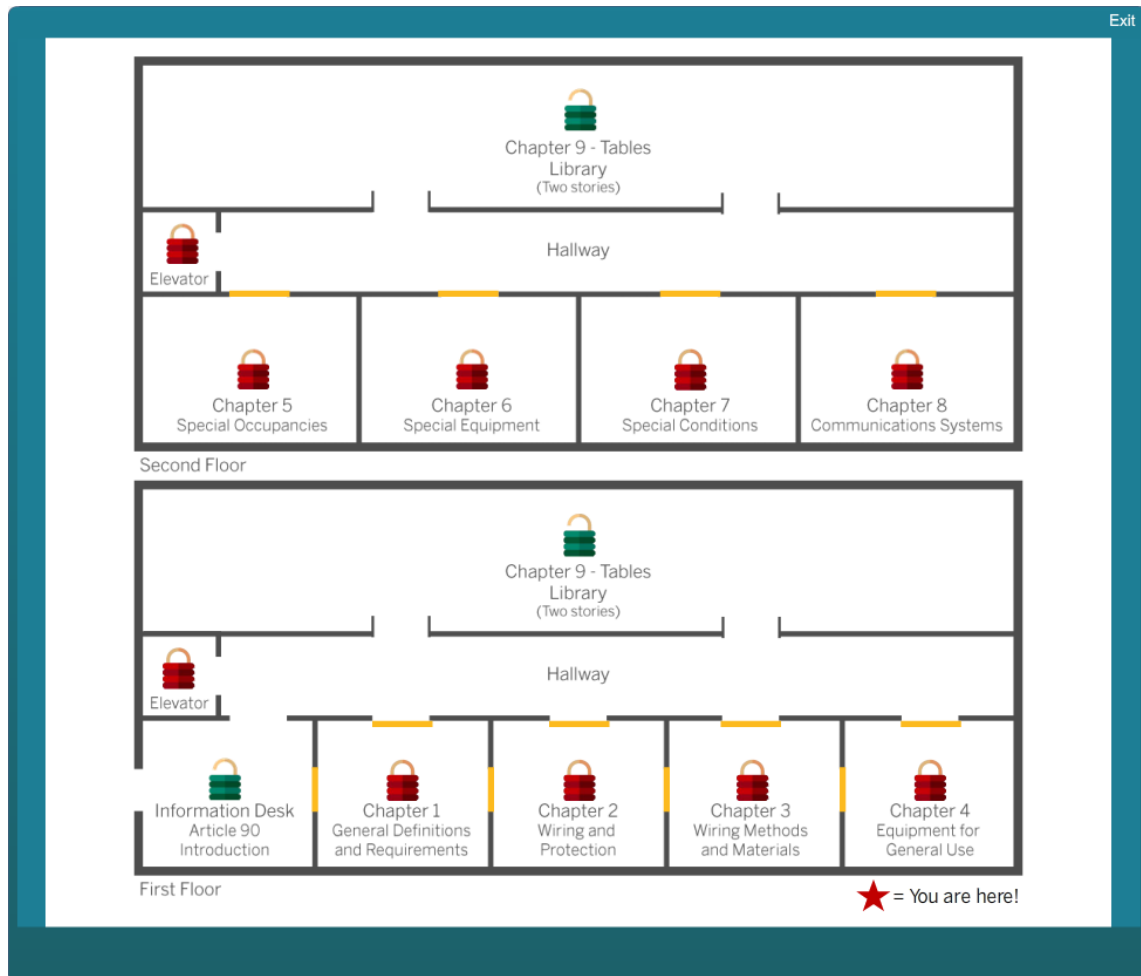 Exit
Chapter 9 - Tables
Library
(Two stories)
Elevator
Hallway
Chapter 5
Special Occupancies
Chapter 6
Special Equipment
Chapter 7
Special Conditions
Chapter 8
Communications Systems
Second Floor
Chapter 9 - Tables
Library
(Two stories)
Elevator
Hallway
Information Desk
Article 90
Introduction
Chapter 1
General Definitions
and Requirements
Chapter 2
Wiring and
Protection
Chapter 3
Wiring Methods
and Materials
Chapter 4
Equipment for
General Use
First Floor
= You are here!